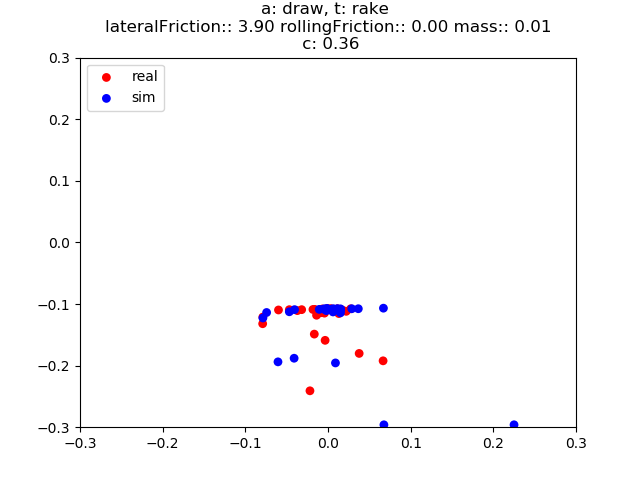 a: draw, t: rake
lateralFriction:: 3.90 rollingFriction:: 0.00 mass:: 0.01
c: 0.36
real
sim
0.3
0.2
0.1
0.0
−0.1
−0.2
−0.3
−0.3 −0.2 −0.1 0.0 0.1 0.2 0.3